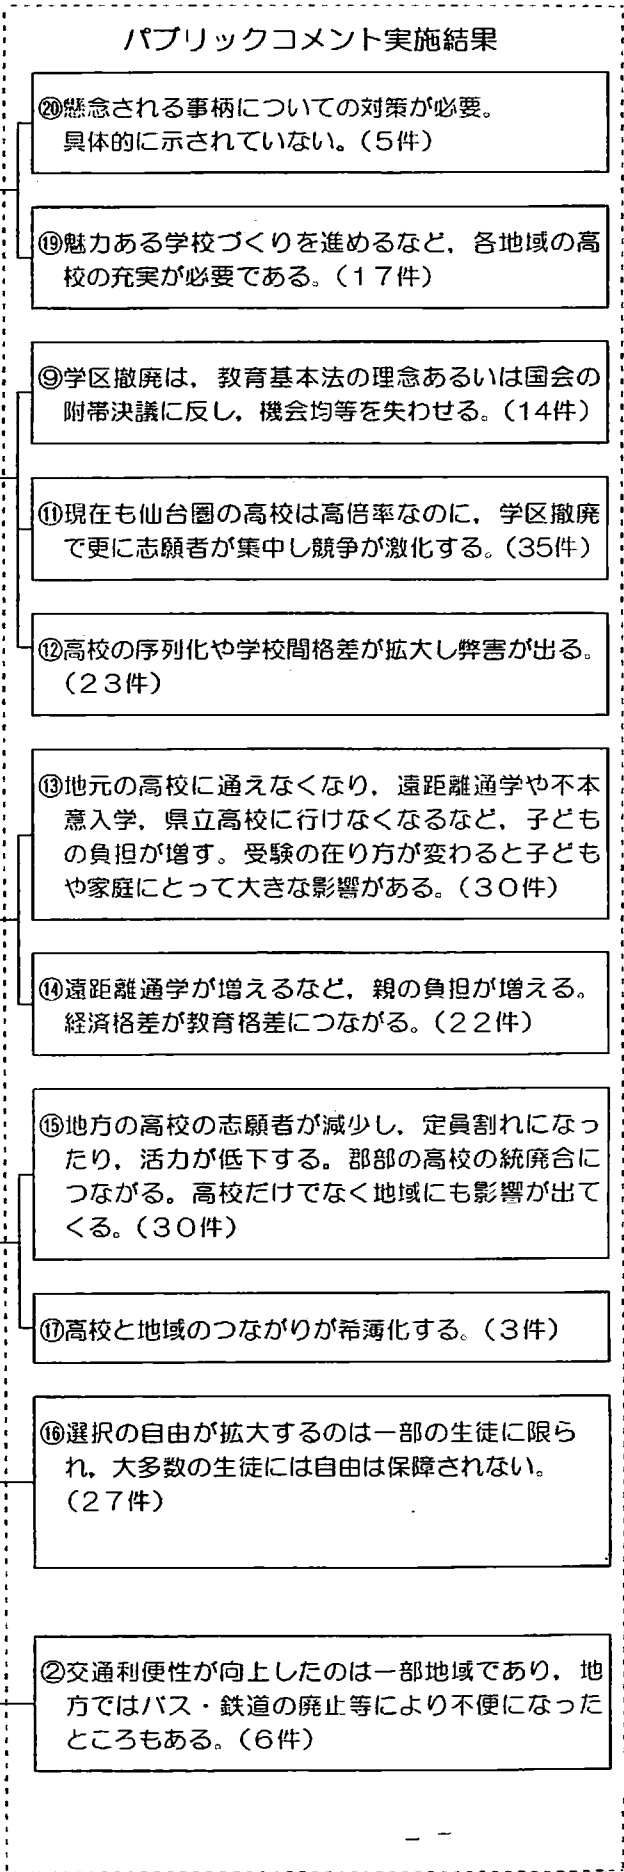 パブリックコメント実施結果
⑳懸念される事柄についての対策が必要。
具体的に示されていない。（5件）
⑲魅力ある学校づくりを進めるなど，各地域の高
校の充実が必要である。（１７件）
⑨学区撤廃は，教育基本法の理念あるいは国会の
附帯決議に反し，機会均等を失わせる。（14件）
⑪現在も仙台圏の高校は高倍率なのに，学区撤廃
で更に志願者が集中し競争が激化する。（35件）
⑫高校の序列化や学校間格差が拡大し弊害が出る。
（２３件）
⑬地元の高校に通えなくなり，遠距離通学や不本
意入学，県立高校に行けなくなるなど，子ども
の負担が増す。受験の在り方が変わると子ども
や家庭にとって大きな影響がある。（３０件）
⑭遠距離通学が増えるなど，親の負担が増える。
経済格差が教育格差につながる。（２２件）
⑮地方の高校の志願者が減少し，定員割れになっ
たり，活力が低下する。郡部の高校の統廃合に
つながる。高校だけでなく地域にも影響が出て
くる。（３０件）
⑰高校と地域のつながりが希薄化する。（３件）
⑯選択の自由が拡大するのは一部の生徒に限ら
れ，大多数の生徒には自由は保障されない。
（２７件）
②交通利便性が向上したのは一部地域であり，地
方ではバス・鉄道の廃止等により不便になった
ところもある。（６件）